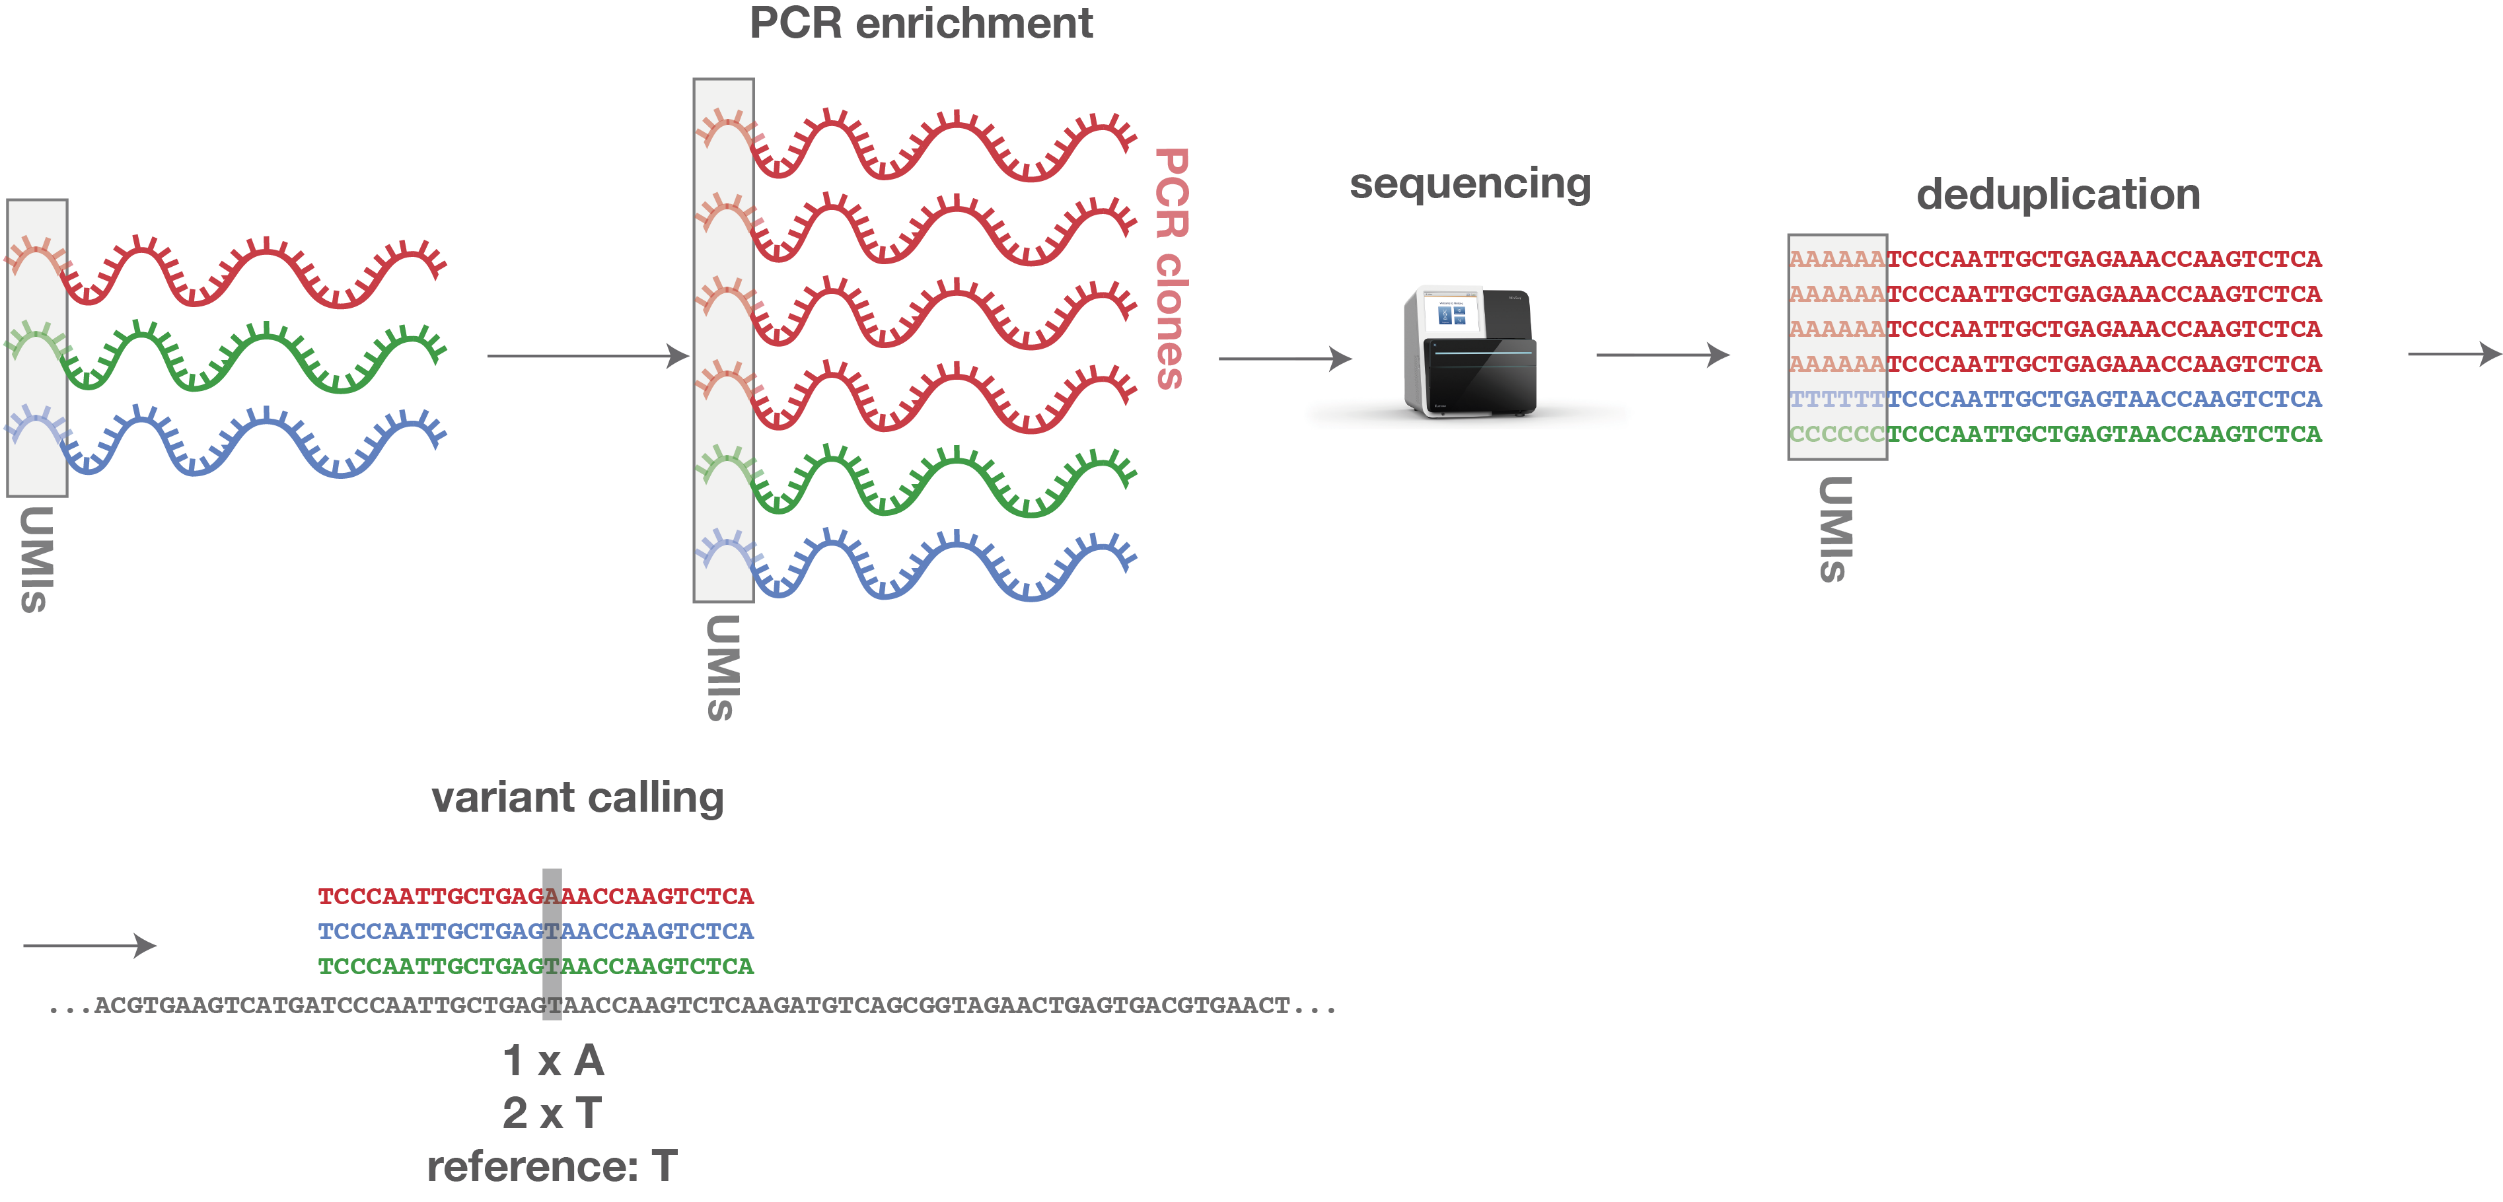 PCR enrichment
UMIs
UMIs
PCR clones
sequencing
deduplication
AAAAAATCCCAATTGCTGAGAAACCAAGTCTCA
AAAAAATCCCAATTGCTGAGAAACCAAGTCTCA
AAAAAATCCCAATTGCTGAGAAACCAAGTCTCA
AAAAAATCCCAATTGCTGAGAAACCAAGTCTCA
TTTTTTTCCCAATTGCTGAGTAACCAAGTCTCA
CCCCCCTCCCAATTGCTGAGTAACCAAGTCTCA
UMIs
variant calling
TCCCAATTGCTGAGAAACCAAGTCTCA
TCCCAATTGCTGAGTAACCAAGTCTCA
TCCCAATTGCTGAGTAACCAAGTCTCA
...ACGTGAAGTCATGATCCCAATTGCTGAGTAACCAAGTCTCAAGATGTCAGCGGTAGAACTGAGTGACGTGAACT...
1 x A
2 x T
reference: T